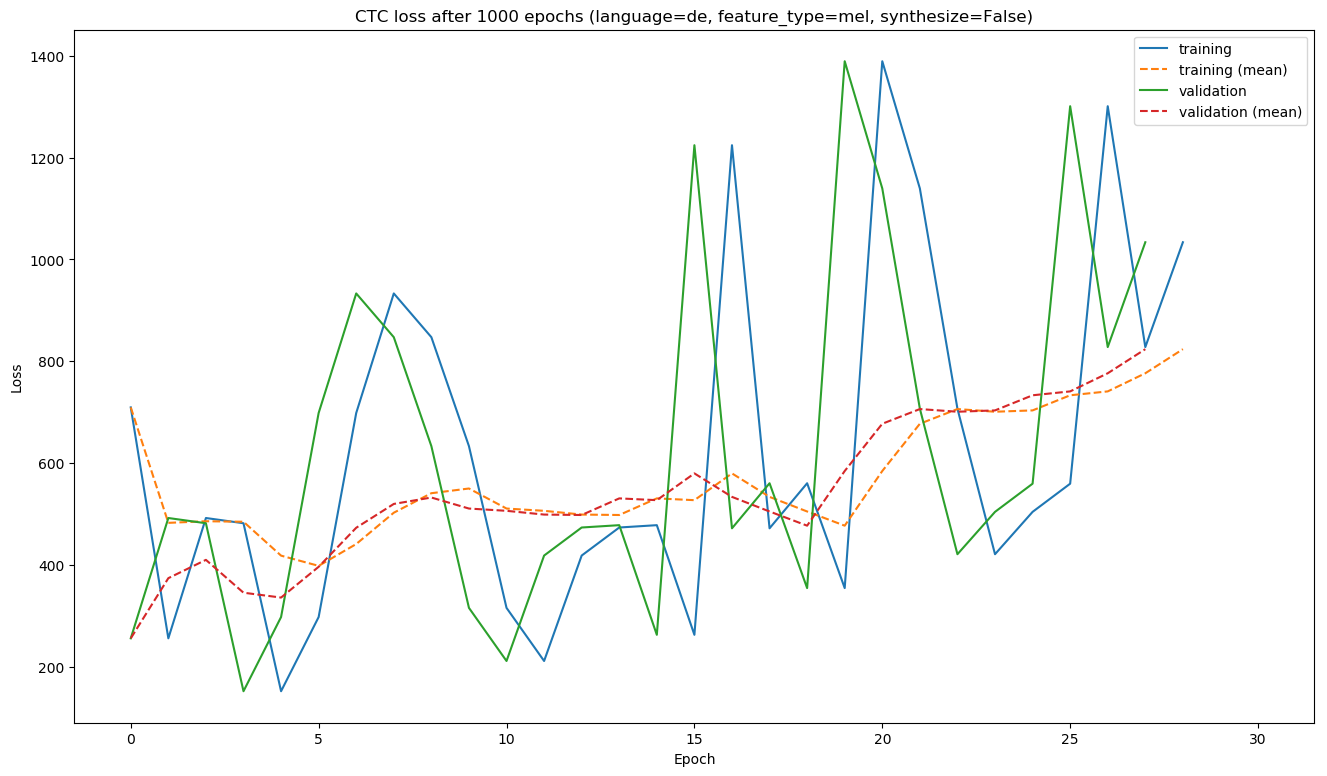 CTC loss after 1000 epochs (language=de, feature_type=mel, synthesize=False)
training
training (mean)
validation
validation (mean)
1400
1200
1000
800
600
400
200
Loss
0
5
10
15
20
25
30
Epoch